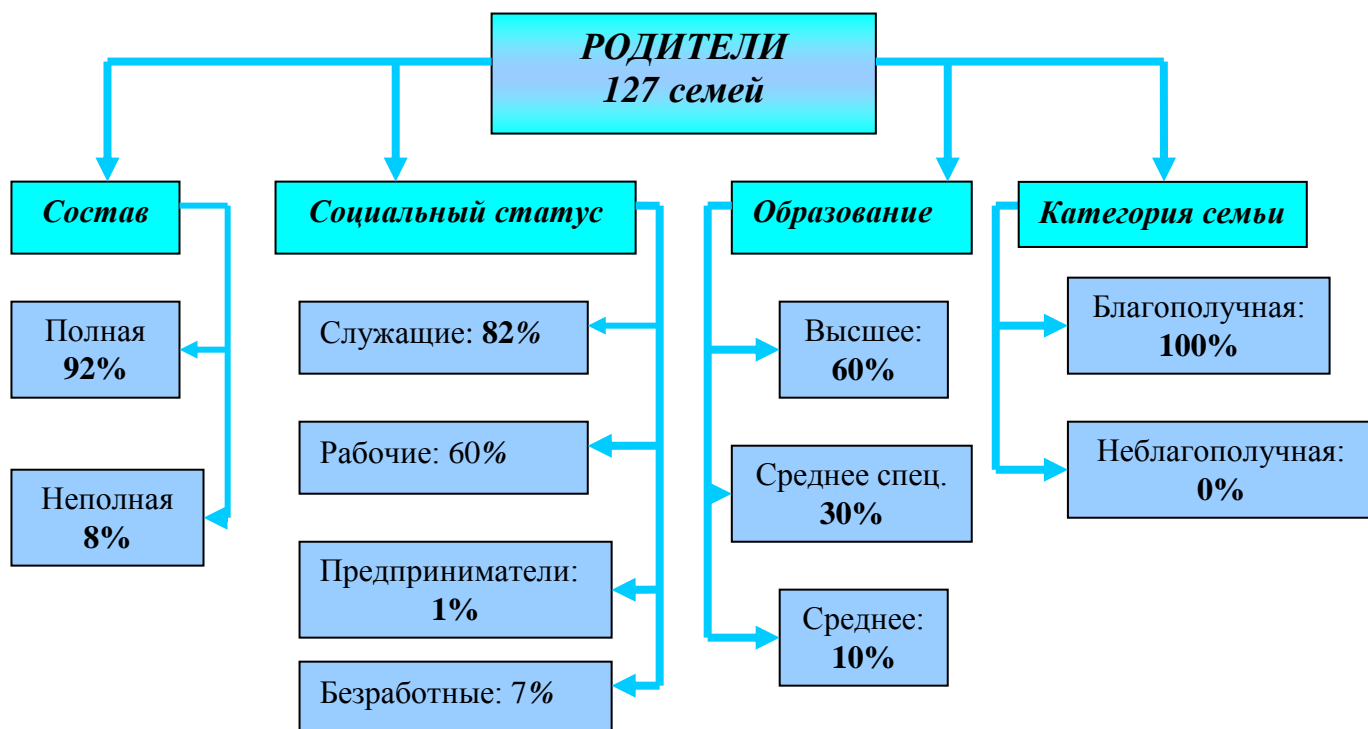 РОДИТЕЛИ
127 семей
Состав
Социальный статус
Образование
Категория семьи
Полная
92%
Неполная
8%
Служащие: 82%
Рабочие: 60%
Предприниматели:
1%
Безработные: 7%
Высшее:
60%
Среднее спец.
30%
Среднее:
10%
Благополучная:
100%
Неблагополучная:
0%